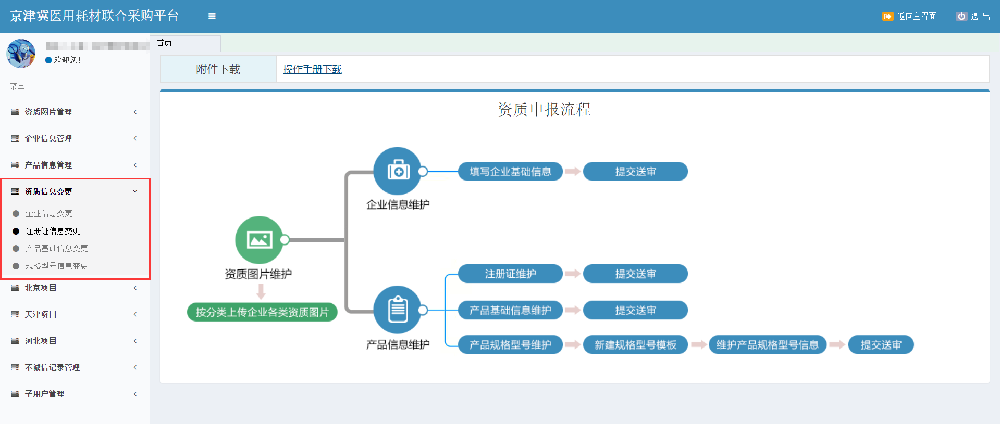 京津冀医用耗材联合采购平台
返回主界面
退 出
欢迎您！
菜单
资质图片管理
企业信息管理
产品信息管理
资质信息变更
企业信息变更
注册证信息变更
产品基础信息变更
规格型号信息变更
北京项目
天津项目
河北项目
不诚信记录管理
子用户管理
首页
附件下载
操作手册下载
资质申报流程
填写企业基础信息
提交送审
企业信息维护
资质图片维护
按分类上传企业各类资质图片
注册证维护
提交送审
产品基础信息维护
提交送审
产品信息维护
产品规格型号维护
新建规格型号模板
维护产品规格型号信息
提交送审